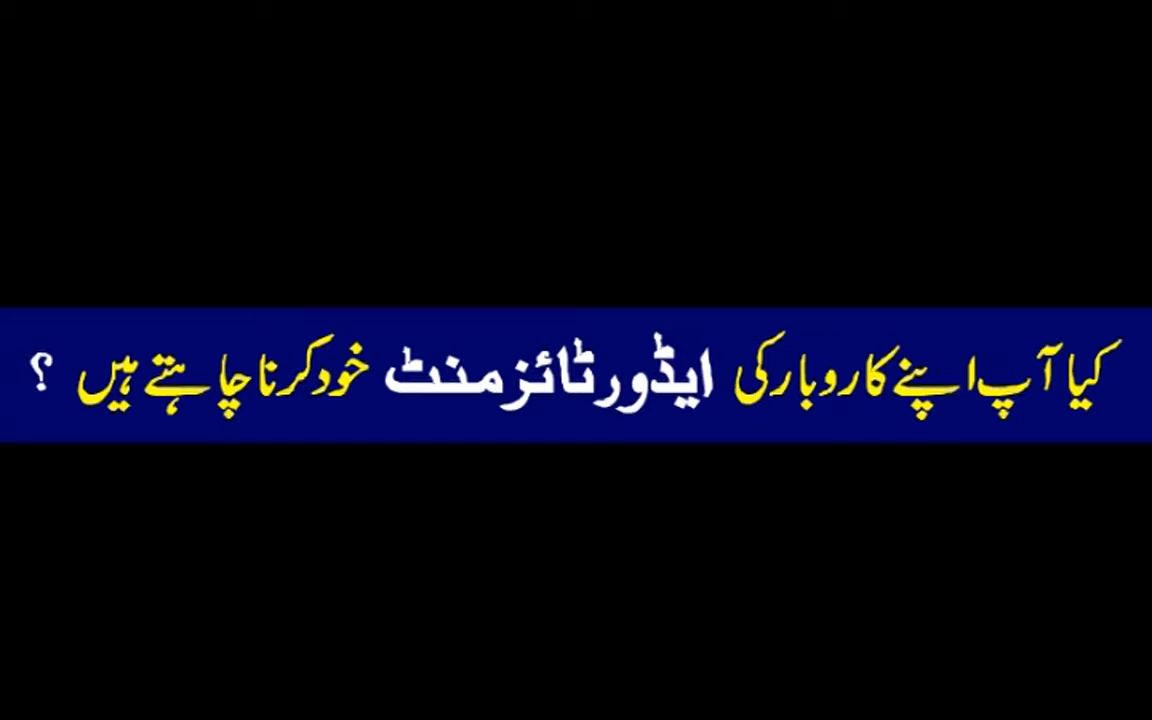 کیا آپ اپنے کاروبار کی ایڈورٹائزمنٹ خود کرنا چاہتے ہیں ؟